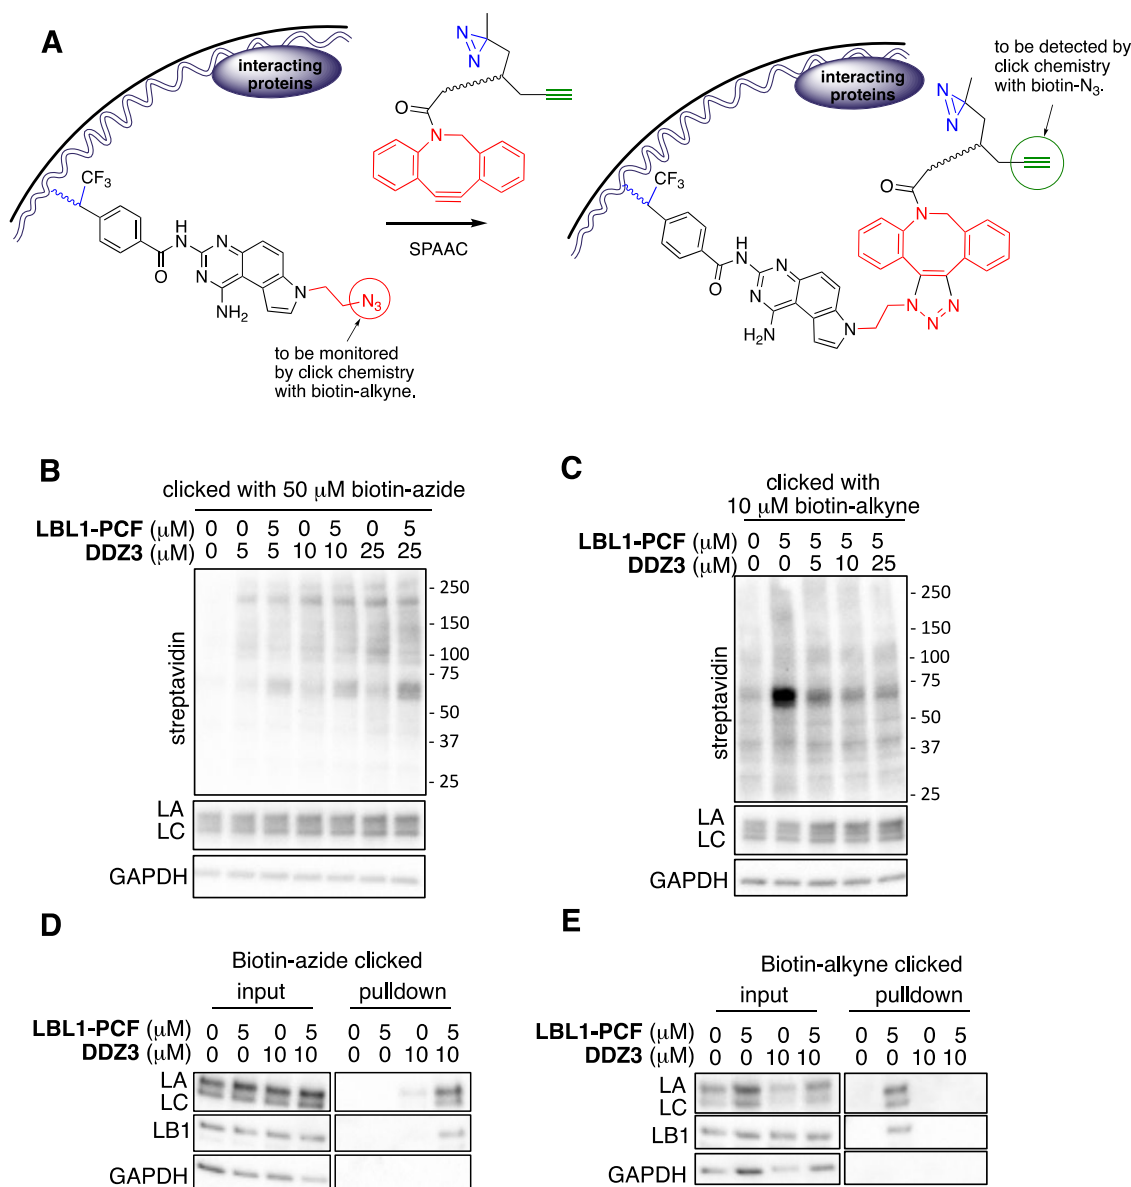 A
interacting
proteins
N
N
O
N
CF3
N
H
O
N
N
NH2
N
N3
SPAAC
to be monitored
by click chemistry
with biotin-alkyne.
interacting
proteins
to be detected by
click chemistry
with biotin-N3.
N
N
O
N
CF3
O
NH
N
N
H2N
N
N
N
N
B
clicked with 50 μM biotin-azide
LBL1-PCF (μM) 0 0 5 0 5 0 5
DDZ3 (μM) 0 5 5 10 10 25 25
streptavidin
- 250
- 150
- 100
- 75
- 50
- 37
- 25
LA
LC
GAPDH
C
clicked with
10 μM biotin-alkyne
LBL1-PCF (μM) 0 5 5 5 5
DDZ3 (μM) 0 0 5 10 25
streptavidin
- 250
- 150
- 100
- 75
- 50
- 37
- 25
LA
LC
GAPDH
D
Biotin-azide clicked
input pulldown
LBL1-PCF (μM) 0 5 0 5 0 5 0 5
DDZ3 (μM) 0 0 10 10 0 0 10 10
LA
LC
LB1
GAPDH
E
Biotin-alkyne clicked
input pulldown
LBL1-PCF (μM) 0 5 0 5 0 5 0 5
DDZ3 (μM) 0 0 10 10 0 0 10 10
LA
LC
LB1
GAPDH